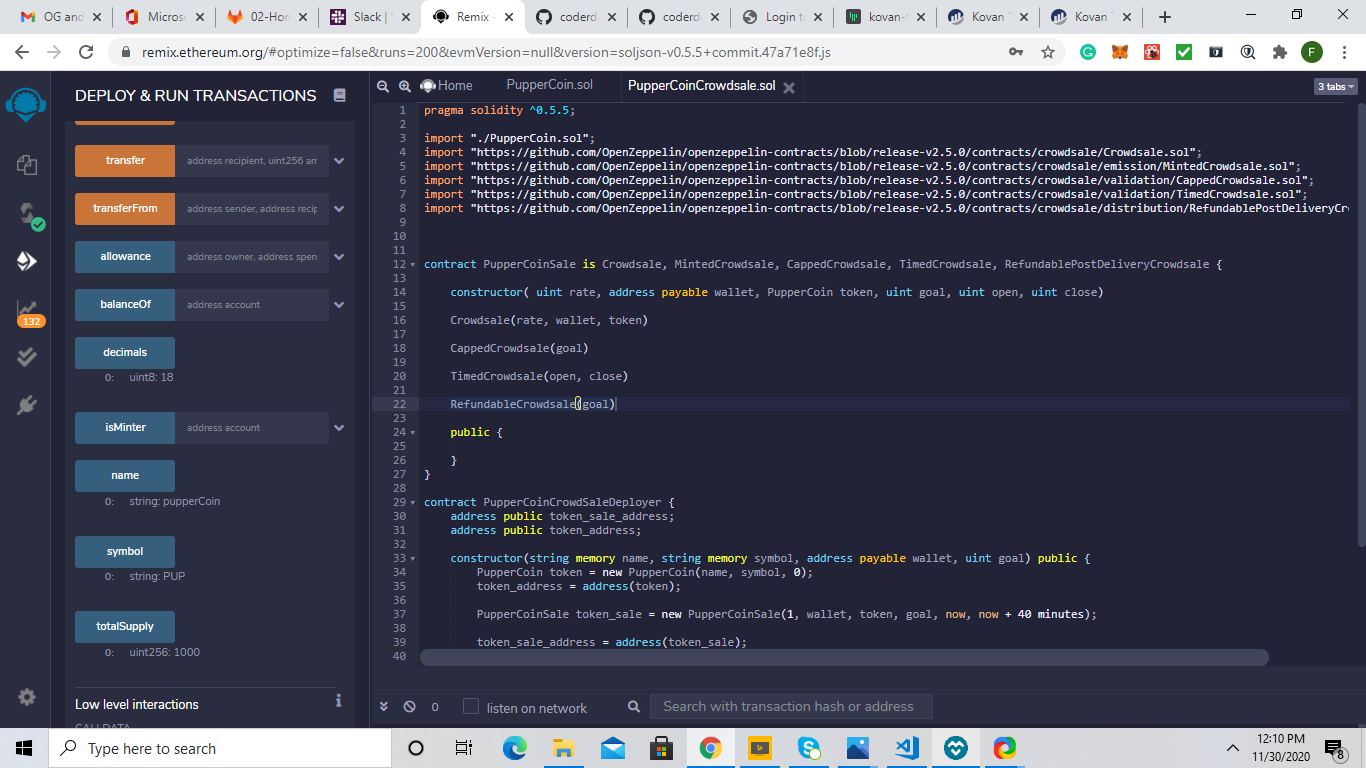 OG and
Microso
02-Hom
Slack |
Remix -
coderd
coderd
Login to
kovan-t
Kovan T
Kovan T
remix.ethereum.org/#optimize=false&runs=200&evmVersion=null&version=soljson-v0.5.5+commit.47a71e8f.js
F
DEPLOY & RUN TRANSACTIONS
Home
PupperCoin.sol
PupperCoinCrowdsale.sol
3 tabs
transfer address recipient, uint256 am
transferFrom address sender, address recip
allowance address owner, address spen
balanceOf address account
decimals
0: uint8: 18
isMinter address account
name
0: string: pupperCoin
symbol
0: string: PUP
totalSupply
0: uint256: 1000
Low level interactions
CALLDATA
132
1 pragma solidity ^0.5.5;
2
3 import "./PupperCoin.sol";
4 import "https://github.com/OpenZeppelin/openzeppelin-contracts/blob/release-v2.5.0/contracts/crowdsale/Crowdsale.sol";
5 import "https://github.com/OpenZeppelin/openzeppelin-contracts/blob/release-v2.5.0/contracts/crowdsale/emission/MintedCrowdsale.sol";
6 import "https://github.com/OpenZeppelin/openzeppelin-contracts/blob/release-v2.5.0/contracts/crowdsale/validation/CappedCrowdsale.sol";
7 import "https://github.com/OpenZeppelin/openzeppelin-contracts/blob/release-v2.5.0/contracts/crowdsale/validation/TimedCrowdsale.sol";
8 import "https://github.com/OpenZeppelin/openzeppelin-contracts/blob/release-v2.5.0/contracts/crowdsale/distribution/RefundablePostDeliveryCro
9
10
11
12 contract PupperCoinSale is Crowdsale, MintedCrowdsale, CappedCrowdsale, TimedCrowdsale, RefundablePostDeliveryCrowdsale {
13
14 constructor( uint rate, address payable wallet, PupperCoin token, uint goal, uint open, uint close)
15
16 Crowdsale(rate, wallet, token)
17
18 CappedCrowdsale(goal)
19
20 TimedCrowdsale(open, close)
21
22 RefundableCrowdsale(goal)
23
24 public {
25
26 }
27 }
28
29 contract PupperCoinCrowdSaleDeployer {
30 address public token_sale_address;
31 address public token_address;
32
33 constructor(string memory name, string memory symbol, address payable wallet, uint goal) public {
34 PupperCoin token = new PupperCoin(name, symbol, 0);
35 token_address = address(token);
36
37 PupperCoinSale token_sale = new PupperCoinSale(1, wallet, token, goal, now, now + 40 minutes);
38
39 token_sale_address = address(token_sale);
40
0 listen on network Search with transaction hash or address
Type here to search
12:10 PM
11/30/2020
8